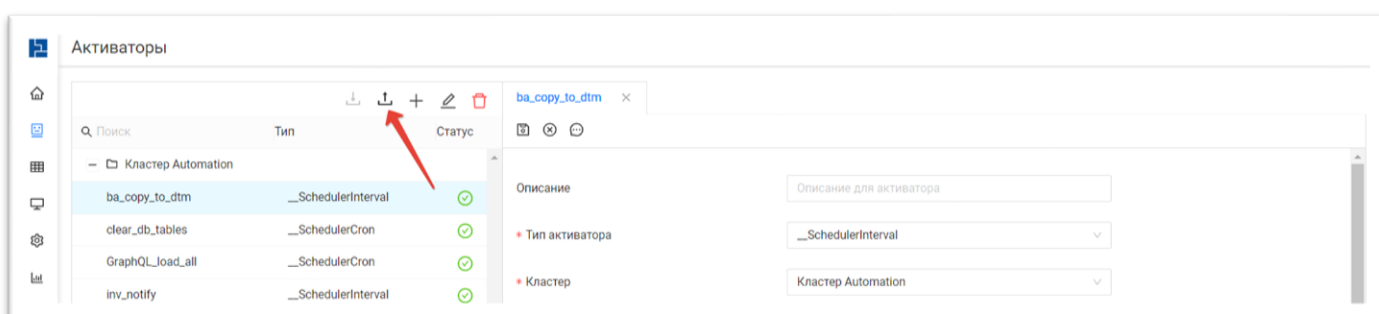 Активаторы
ba_copy_to_dtm
Поиск Тип Статус
Кластер Automation
ba_copy_to_dtm __SchedulerInterval
clear_db_tables __SchedulerCron
GraphQL_load_all __SchedulerCron
inv_notify __SchedulerInterval
Описание Описание для активатора
* Тип активатора __SchedulerInterval
* Кластер Кластер Automation